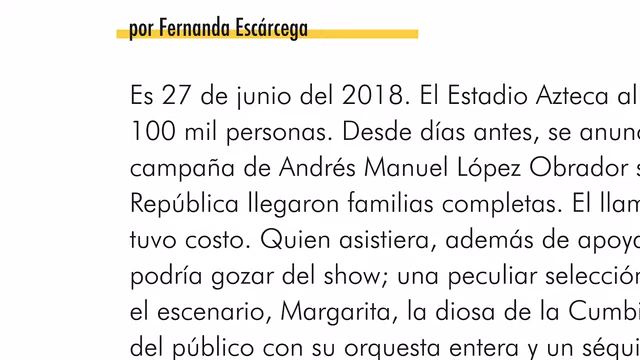 por Fernanda Escárcega
Es 27 de junio del 2018. El Estadio Azteca al
100 mil personas. Desde días antes, se anunc
campaña de Andrés Manuel López Obrador s
República llegaron familias completas. El llam
tuvo costo. Quien asistiera, además de apoya
podría gozar del show; una peculiar selección
el escenario, Margarita, la diosa de la Cumbi
del público con su orquesta entera y un séqui